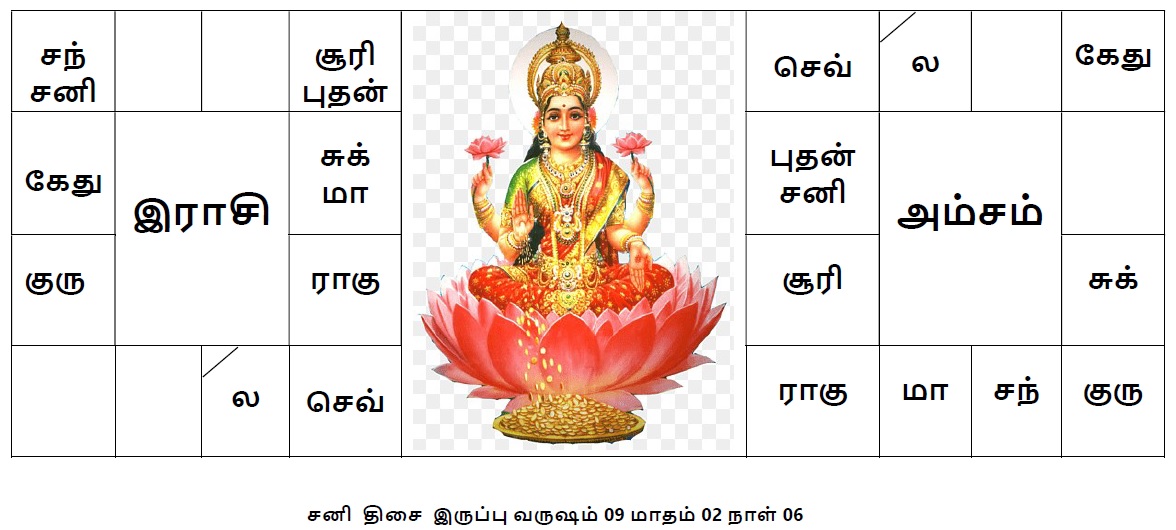 சந்
சனி
சூரி
புதன்
கேது
இராசி
சுக்
மா
குரு
ராகு
ல
செவ்
செவ்
ல
கேது
புதன்
சனி
அம்சம்
சூரி
சுக்
ராகு
மா
சந்
குரு
சனி திசை இருப்பு வருஷம் 09 மாதம் 02 நாள் 06